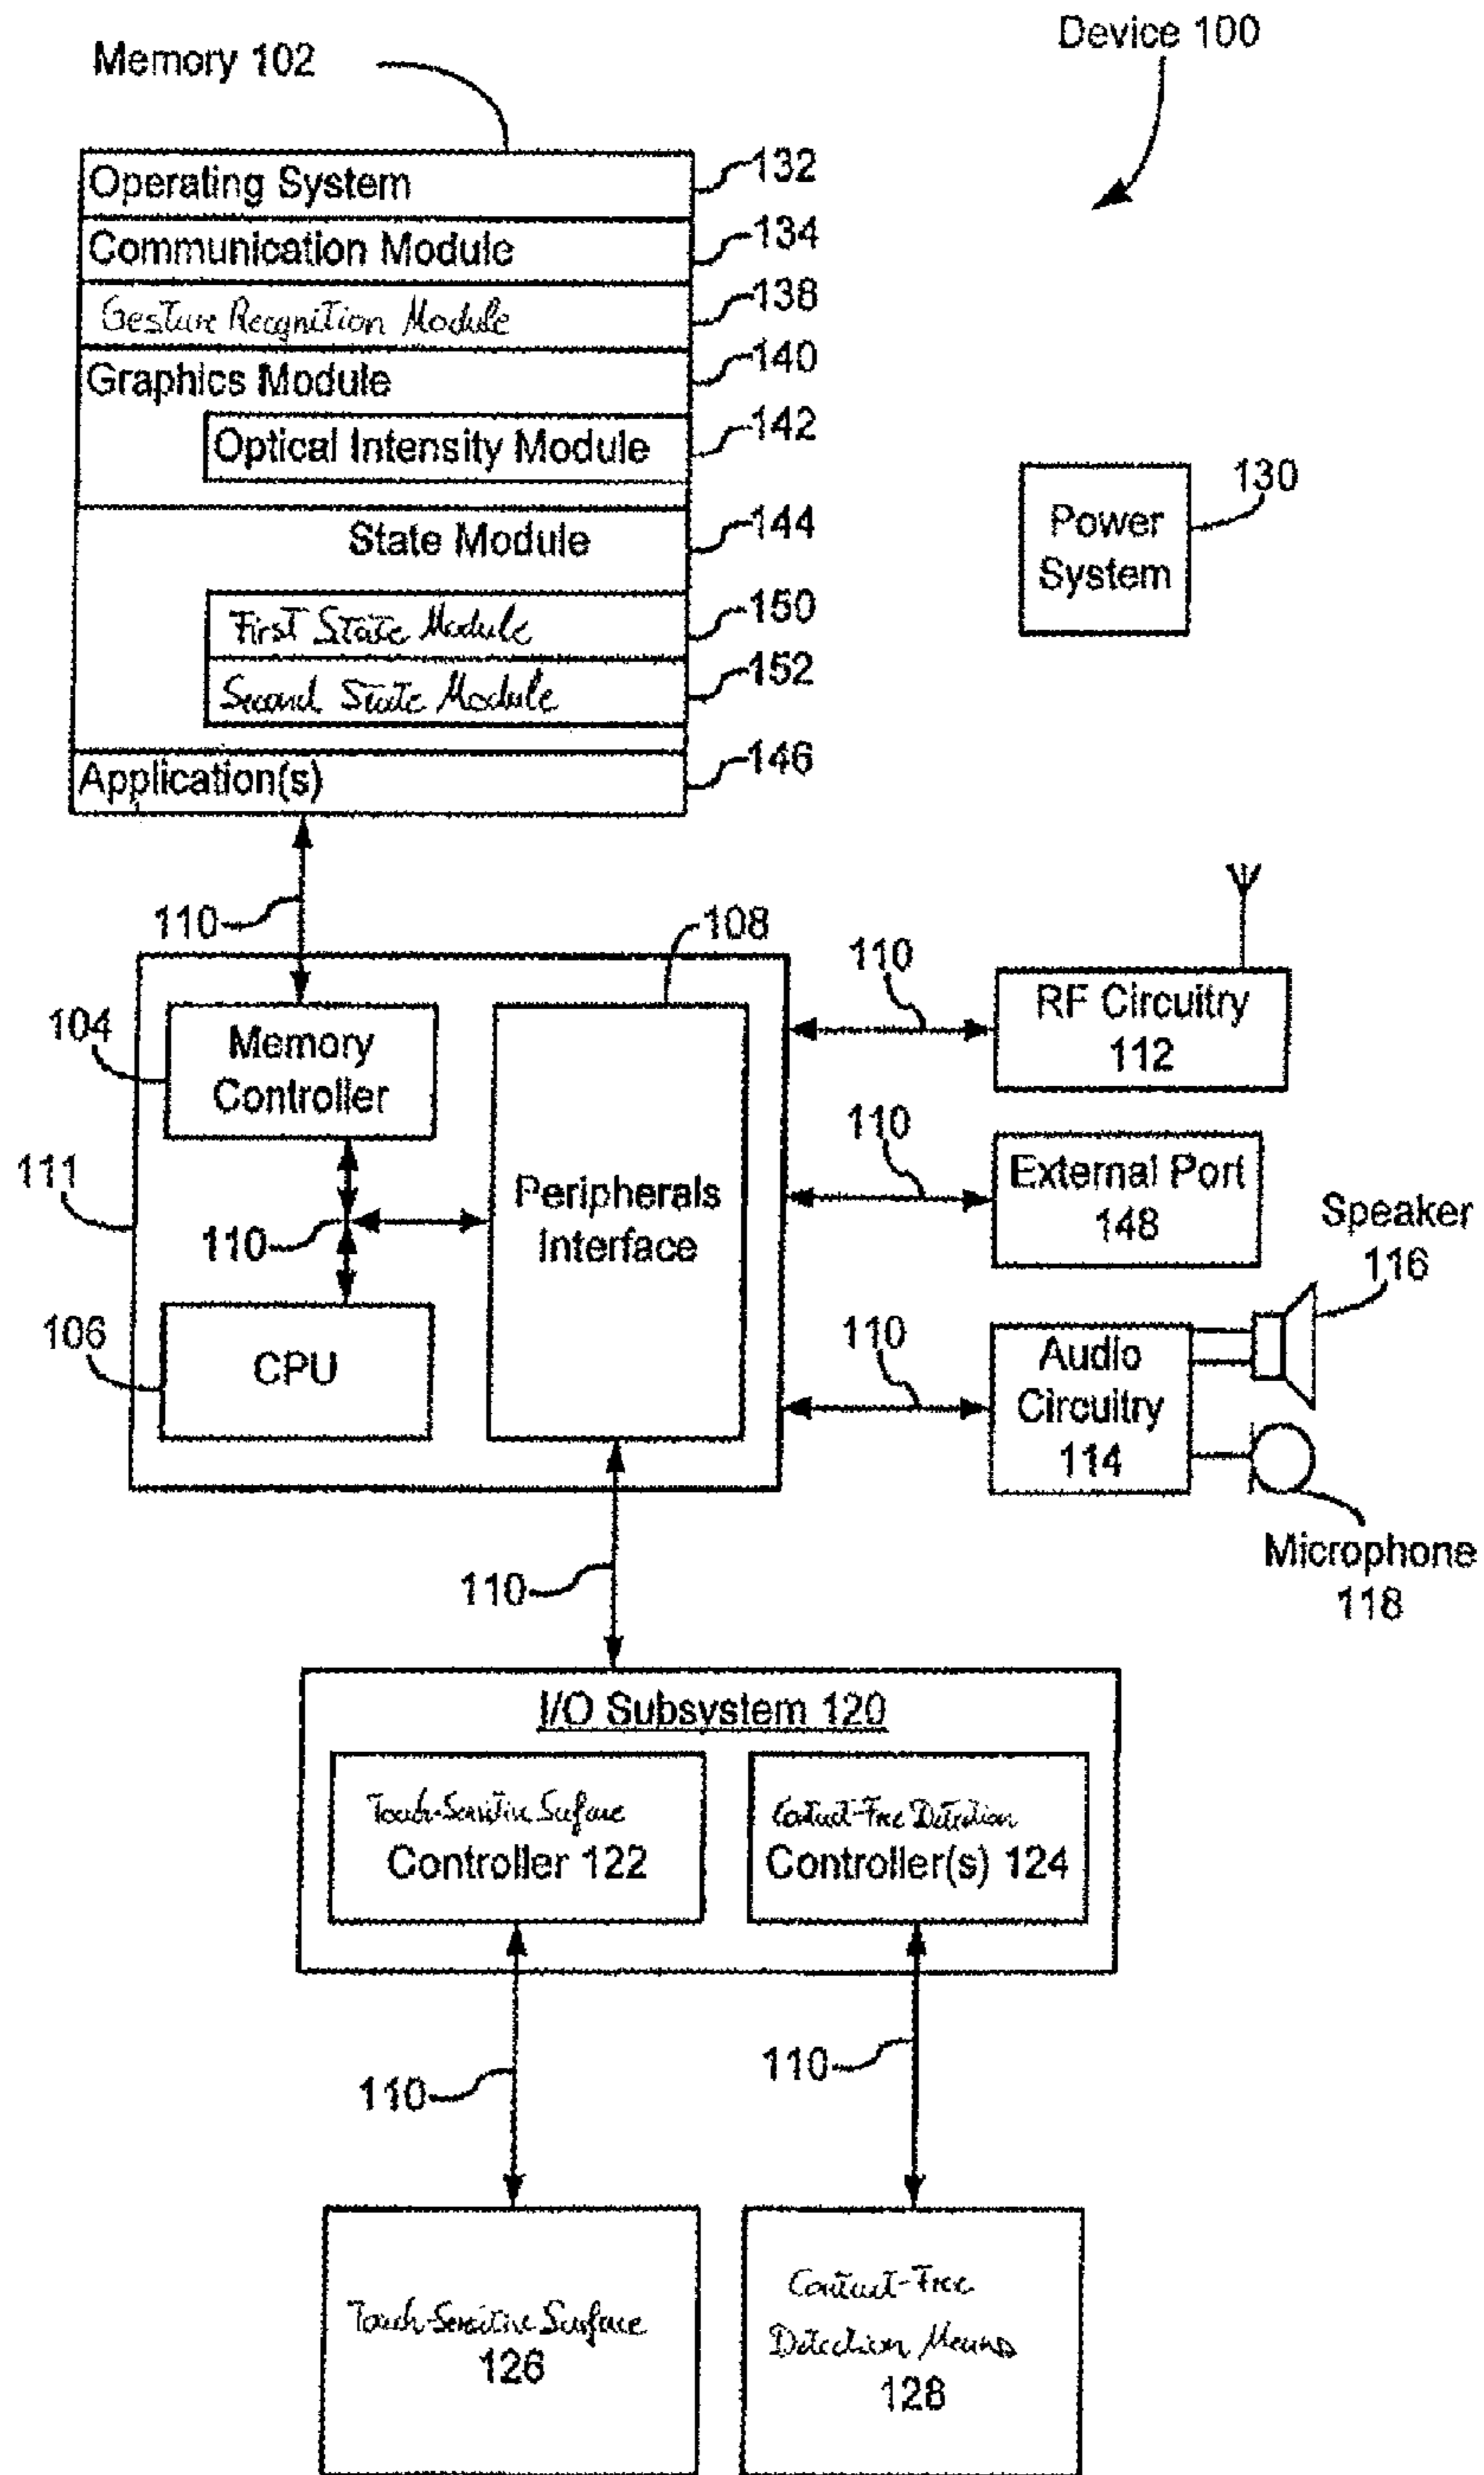 Device 100
Memory 102
Operating System
132
Communication Module
134
Gesture Recognition Module
138
Graphics Module
140
Optical Intensity Module
142
State Module
144
First State Module
150
Second State Module
152
Application(s)
146
Power
System
130
110
108
104
Memory
Controller
111
110
Peripherals
Interface
106
CPU
110
RF Circuitry
112
110
External Port
148
Speaker
116
110
Audio
Circuitry
114
Microphone
118
110
I/O Subsystem 120
Touch-Sensitive Surface
Controller 122
Contact-Free Detection
Controller(s) 124
110
110
Touch-Sensitive Surface
126
Contact-Free
Detection Means
128